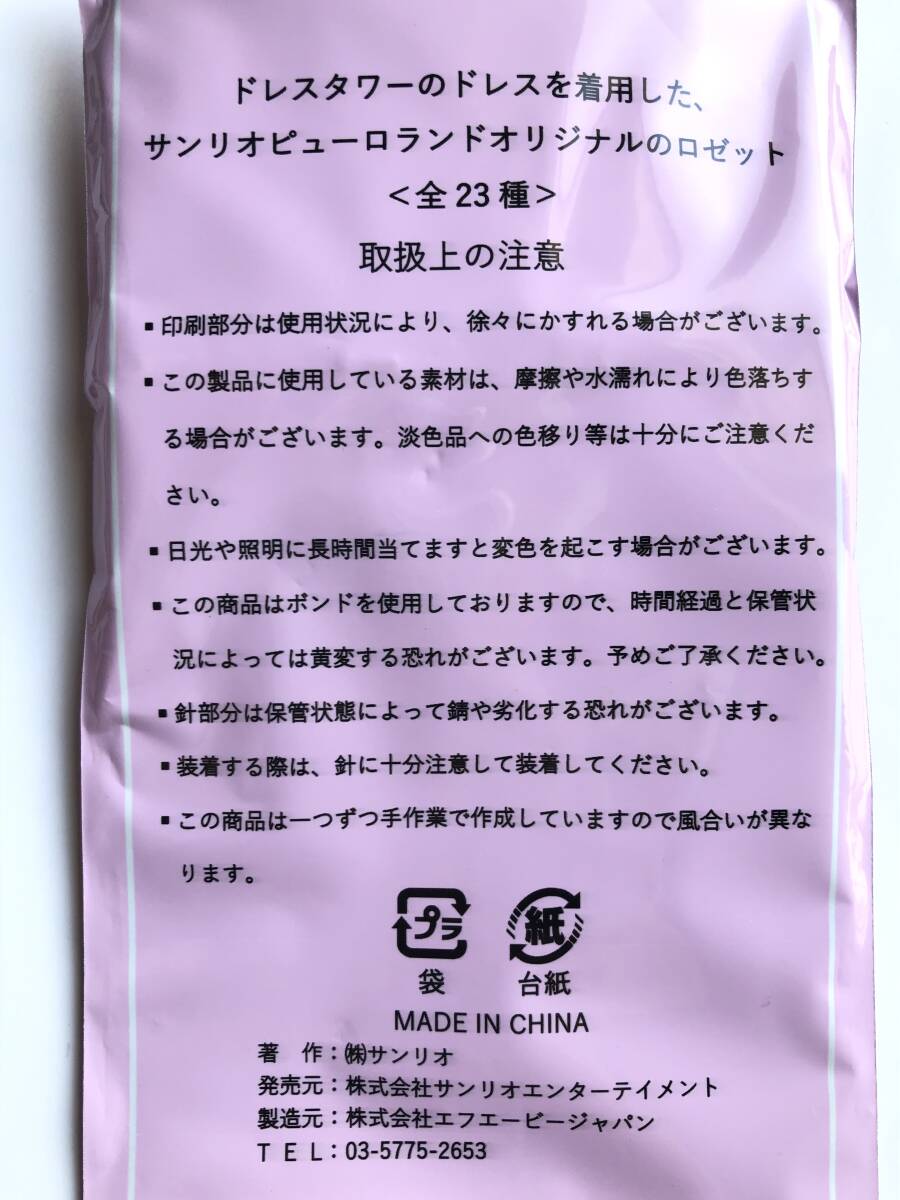 ドレスタワーのドレスを着用した、
サンリオピューロランドオリジナルのロゼット
＜全23種＞
取扱上の注意
▪印刷部分は使用状況により、徐々にかすれる場合がございます。
▪この製品に使用している素材は、摩擦や水濡れにより色落ちす
る場合がございます。淡色品への色移り等は十分にご注意くだ
さい。
▪日光や照明に長時間当てますと変色を起こす場合がございます。
▪この商品はボンドを使用しておりますので、時間経過と保管状
況によっては黄変する恐れがございます。予めご了承ください。
▪針部分は保管状態によって錆や劣化する恐れがございます。
▪装着する際は、針に十分注意して装着してください。
▪この商品は一つずつ手作業で作成していますので風合いが異な
ります。
プラ 紙
袋 台紙
MADE IN CHINA
著　作：㈱サンリオ
発売元：株式会社サンリオエンターテイメント
製造元：株式会社エフエービージャパン
ＴＥＬ：03-5775-2653